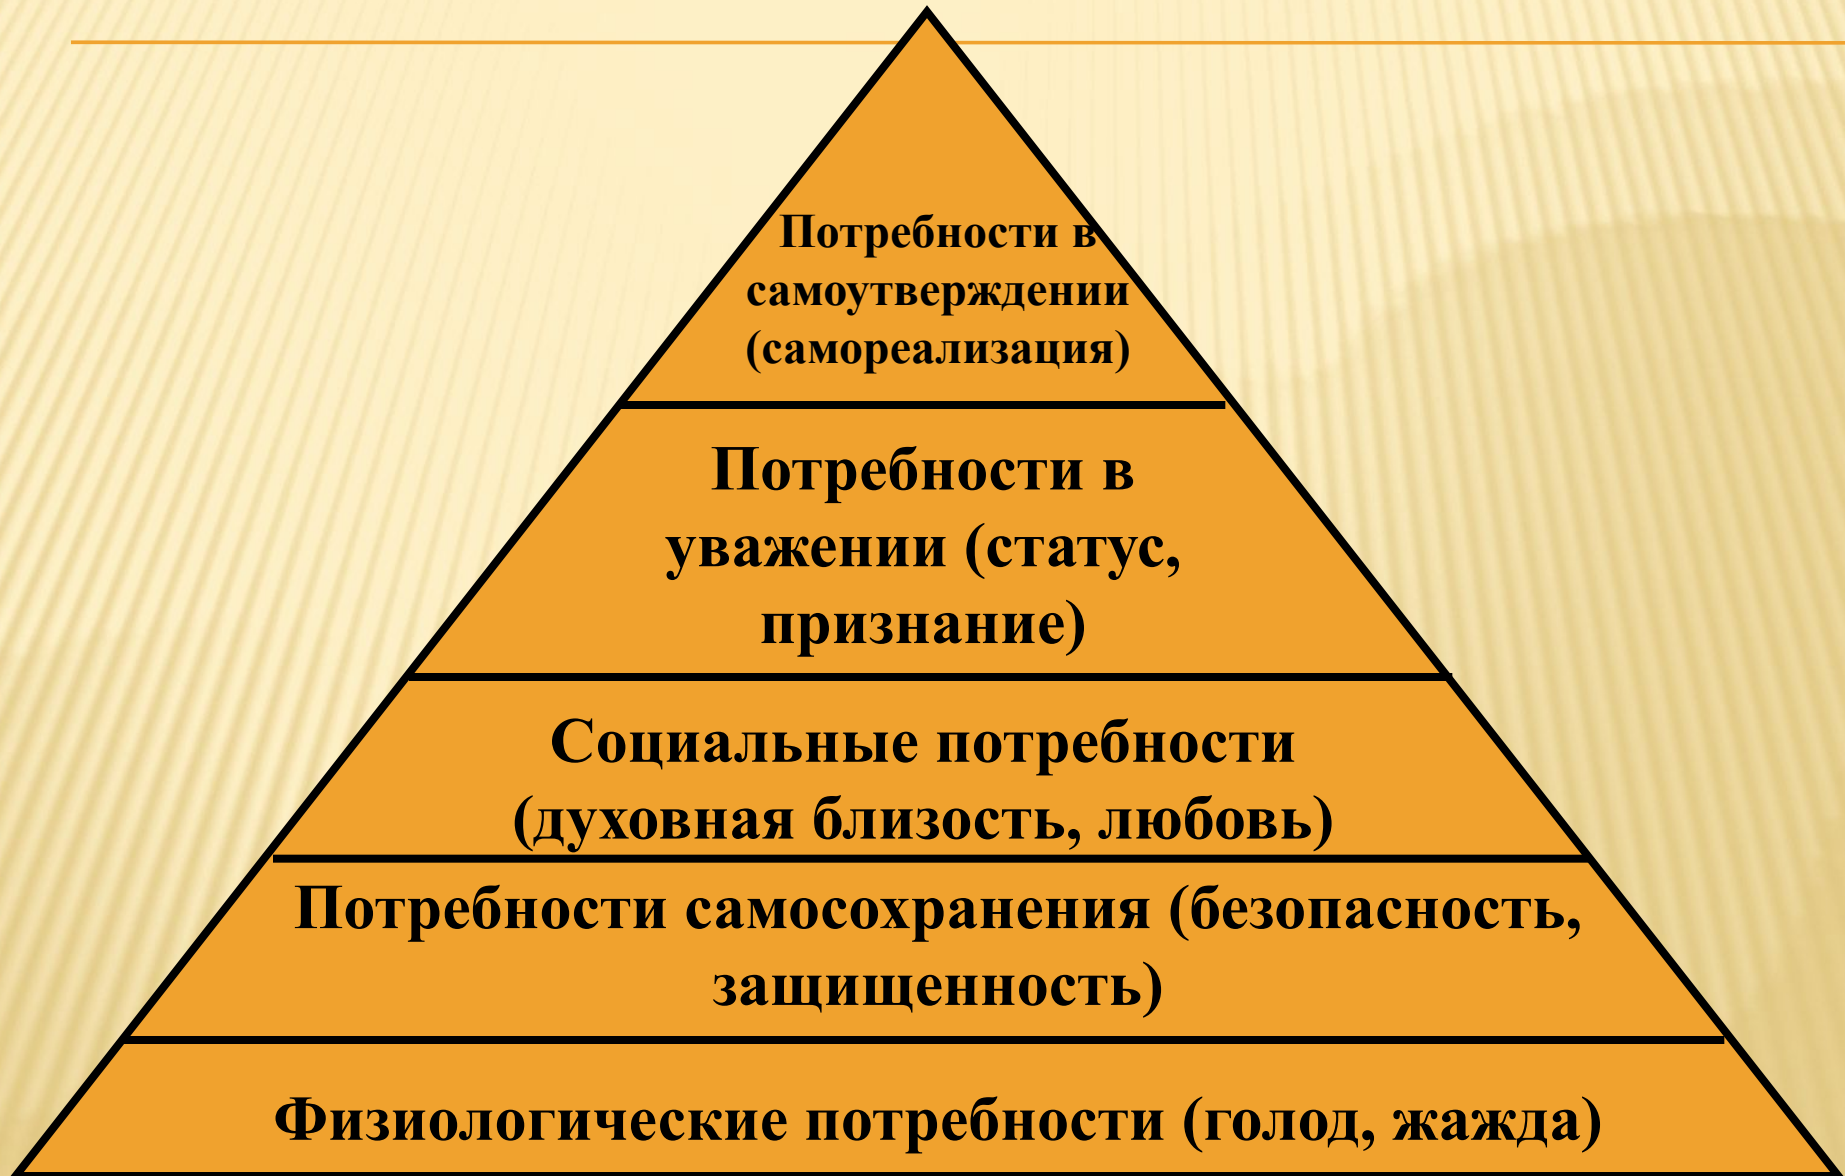 Потребности в
самоутверждении
(самореализация)
Потребности в
уважении (статус,
признание)
Социальные потребности
(духовная близость, любовь)
Потребности самосохранения (безопасность,
защищенность)
Физиологические потребности (голод, жажда)